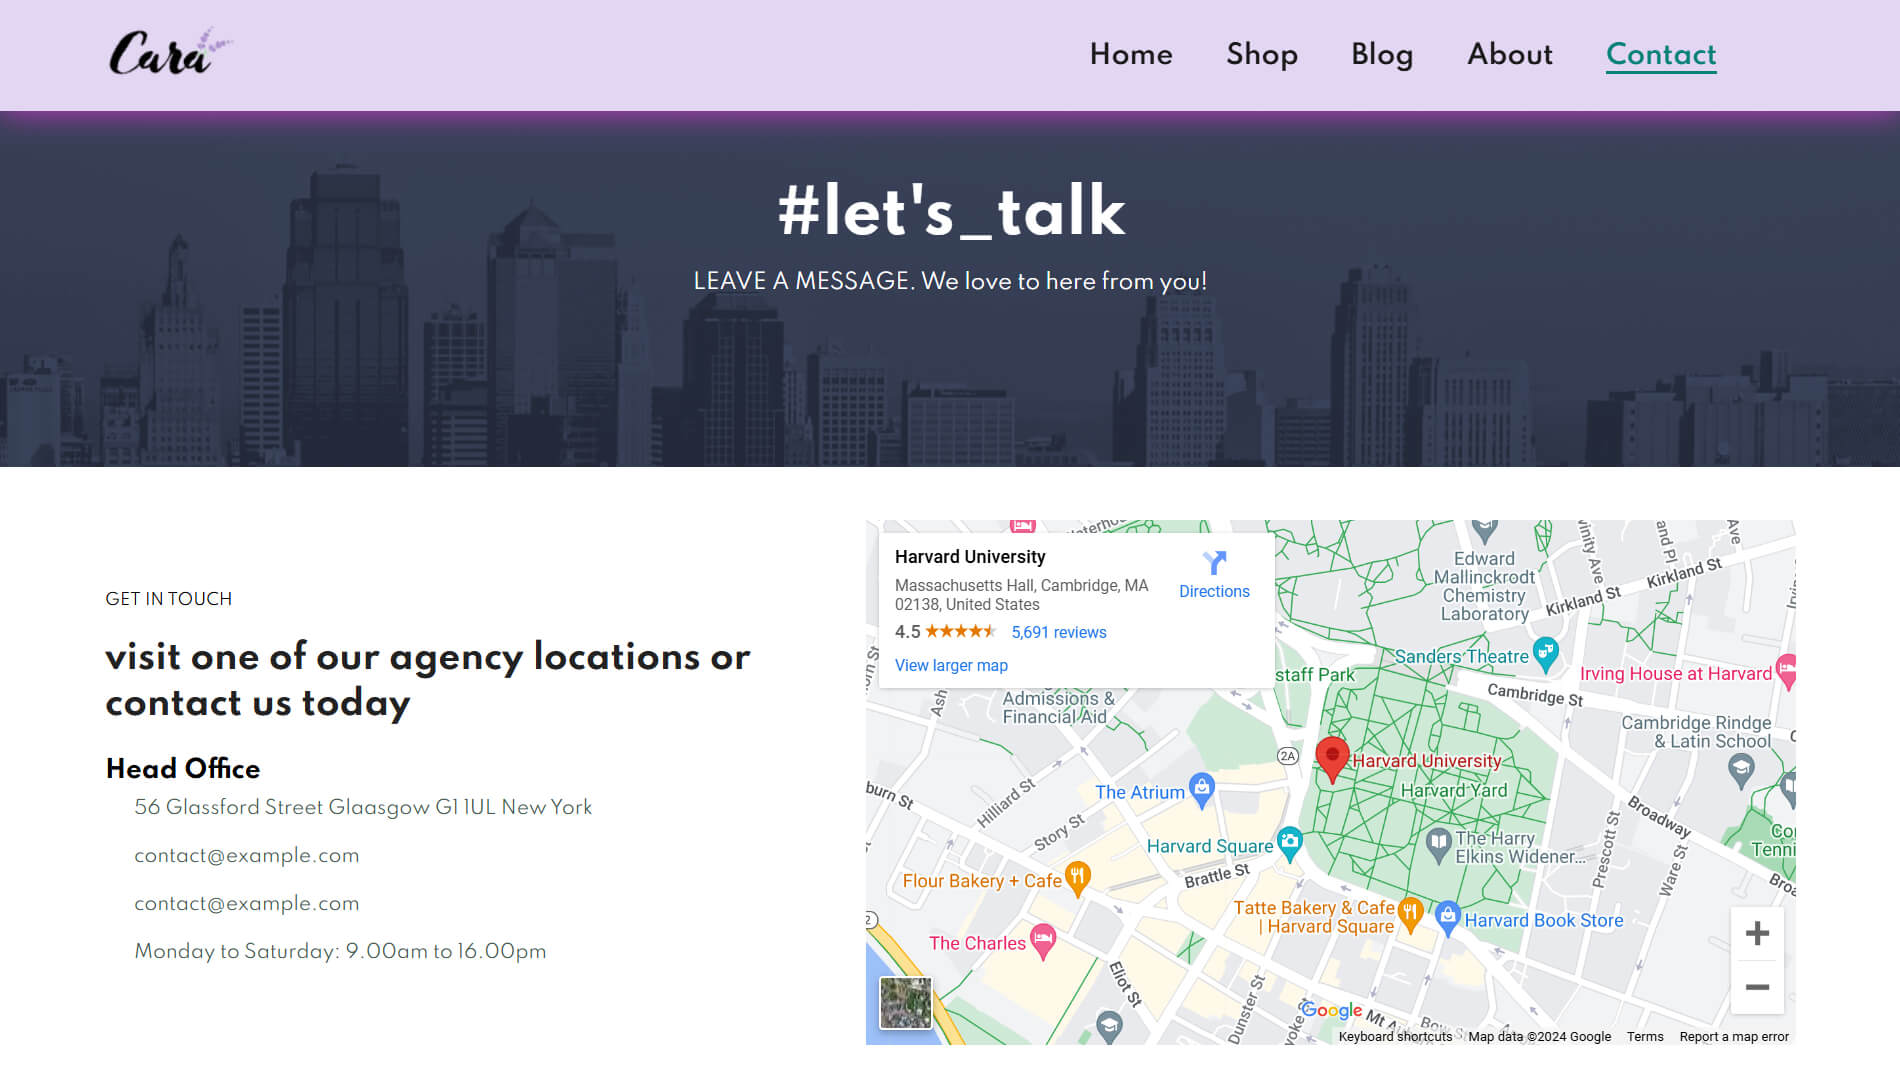 Cara
Home
Shop
Blog
About
Contact
#let's_talk
LEAVE A MESSAGE. We love to here from you!
GET IN TOUCH
visit one of our agency locations or
contact us today
Head Office
56 Glassford Street Glaasgow G1 1UL New York
contact@example.com
contact@example.com
Monday to Saturday: 9.00am to 16.00pm
Harvard University
Massachusetts Hall, Cambridge, MA
02138, United States
Directions
4.5
5,691 reviews
View larger map
Edward
Mallinckrodt
Chemistry
Laboratory
Kirkland St
Kirkland St
Sanders Theatre
Irving House at Harvard
staff Park
Cambridge St
Admissions &
Financial Aid
Ash
Cambridge Rindge
& Latin School
2A
Harvard University
Harvard Yard
The Atrium
burn St
Hilliard St
Story St
Broadway
Harvard Square
The Harry
Elkins Widener...
Prescott St
Ware St
Brattle St
Flour Bakery + Cafe
Tatte Bakery & Cafe
| Harvard Square
Harvard Book Store
The Charles
Eliot St
Dunster St
Google
Keyboard shortcuts
Map data ©2024 Google
Terms
Report a map error